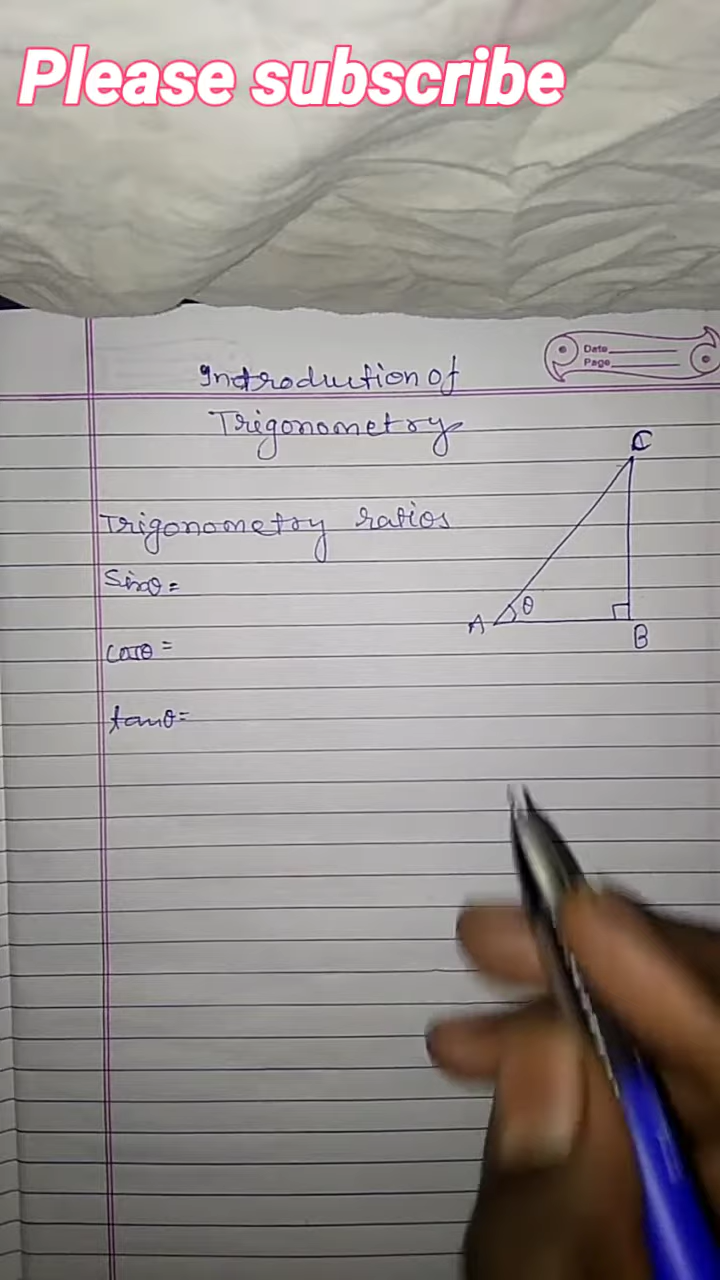 Please subscribe
Date
Page
Introduction of
Trigonometry
C
Trigonometry ratios
Sinθ =
θ
A
B
cosθ =
tanθ=